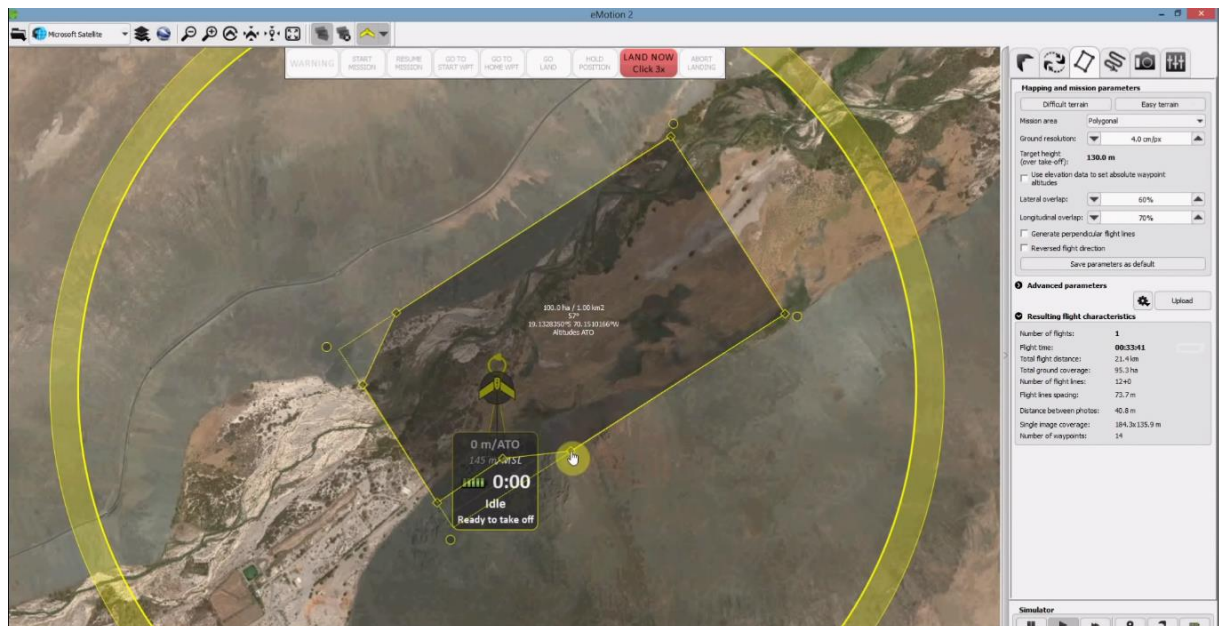 eMotion 2
Microsoft Satellite
WARNING
START MISSION
RESUME MISSION
GO TO START WPT
GO TO HOME WPT
GO LAND
HOLD POSITION
LAND NOW Click 3x
ABORT LANDING
100.0 ha / 1.00 km2
57°
19.1328350°S 70.1510166°W
Altitudes ATO
0 m/ATO
145 m/MSL
0:00
Idle
Ready to take off
Mapping and mission parameters
Difficult terrain Easy terrain
Mission area Polygonal
Ground resolution: 4.0 cm/px
Target height (over take-off): 130.0 m
Use elevation data to set absolute waypoint
altitudes
Lateral overlap: 60%
Longitudinal overlap: 70%
Generate perpendicular flight lines
Reversed flight direction
Save parameters as default
Advanced parameters
Upload
Resulting flight characteristics
Number of flights: 1
Flight time: 00:33:41
Total flight distance: 21.4 km
Total ground coverage: 95.3 ha
Number of flight lines: 12+0
Flight lines spacing: 73.7 m
Distance between photos: 40.8 m
Single image coverage: 184.3x135.9 m
Number of waypoints: 14
Simulator